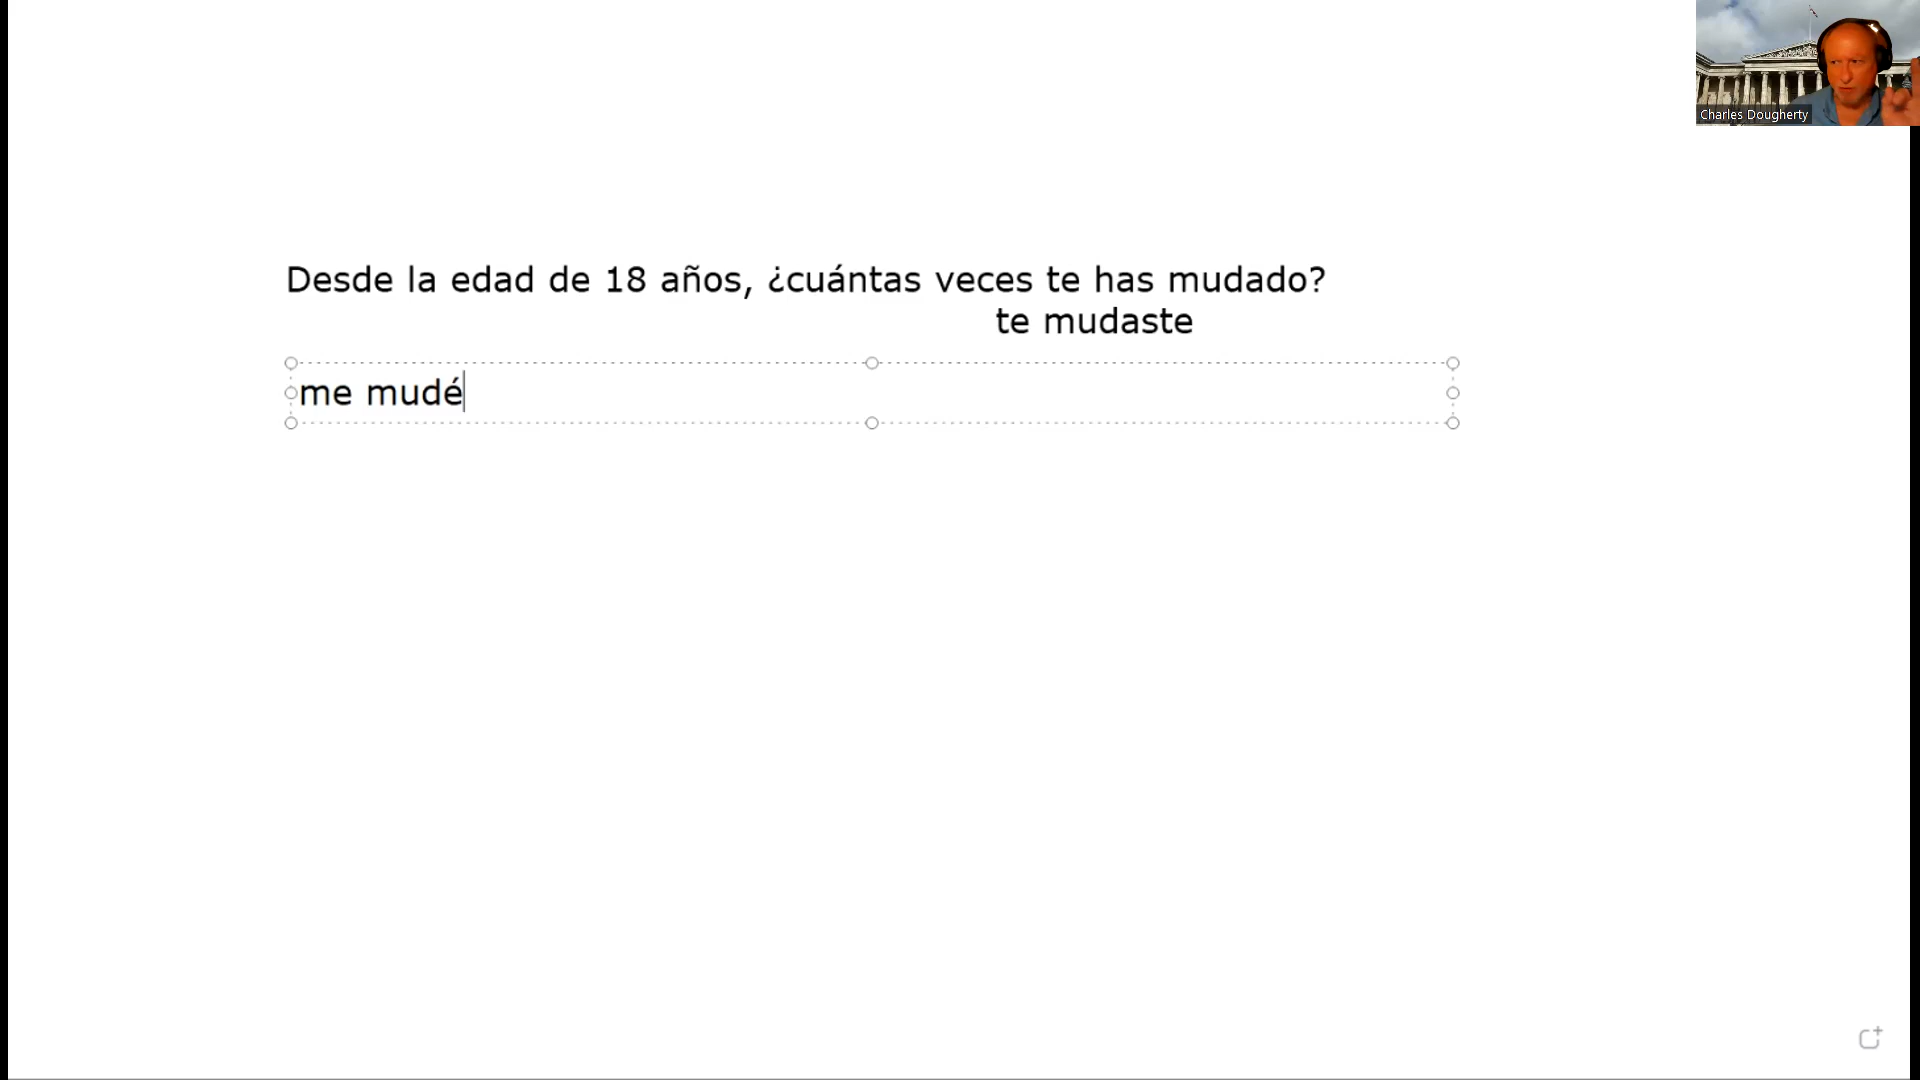 Charles Dougherty
Desde la edad de 18 años, ¿cuántas veces te has mudado?
te mudaste
me mudé